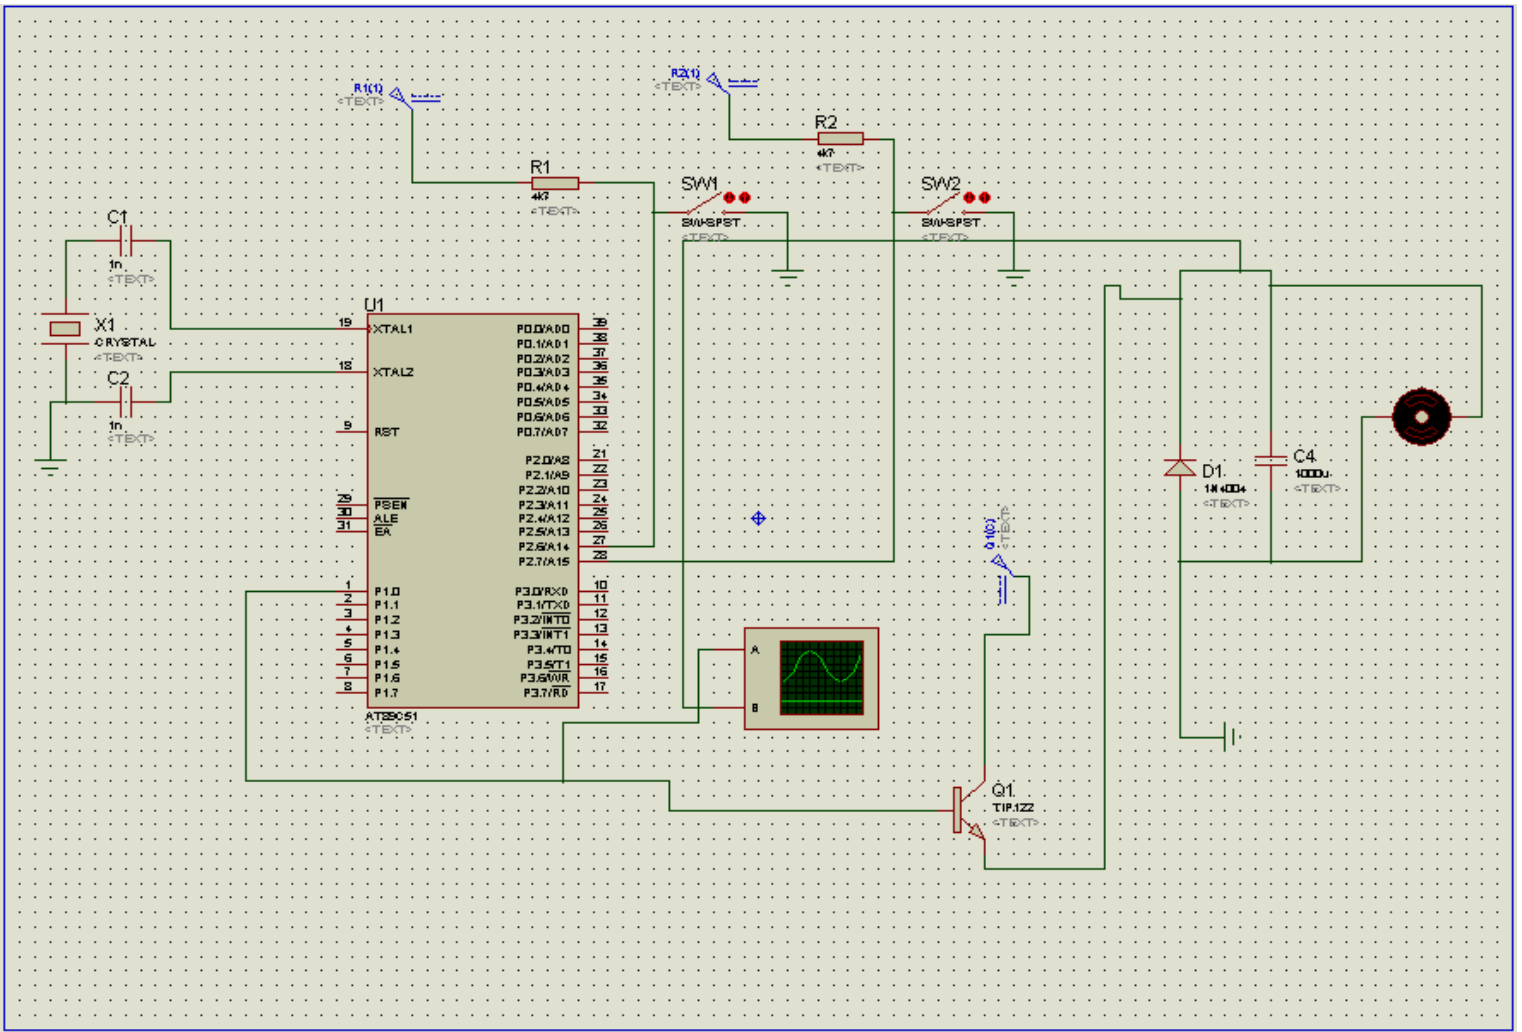 R1(1)
<TEXT>
R2(1)
<TEXT>
R2
4k7
<TEXT>
R1
4k7
<TEXT>
SW1
SW-SPST
<TEXT>
SW2
SW-SPST
<TEXT>
C1
1n
<TEXT>
X1
CRYSTAL
<TEXT>
C2
1n
<TEXT>
U1
19 XTAL1
18 XTAL2
9 RST
29 PSEN
30 ALE
31 EA
1 P1.0
2 P1.1
3 P1.2
4 P1.3
5 P1.4
6 P1.5
7 P1.6
8 P1.7
P0.0/AD0 39
P0.1/AD1 38
P0.2/AD2 37
P0.3/AD3 36
P0.4/AD4 35
P0.5/AD5 34
P0.6/AD6 33
P0.7/AD7 32
P2.0/A8 21
P2.1/A9 22
P2.2/A10 23
P2.3/A11 24
P2.4/A12 25
P2.5/A13 26
P2.6/A14 27
P2.7/A15 28
P3.0/RXD 10
P3.1/TXD 11
P3.2/INT0 12
P3.3/INT1 13
P3.4/T0 14
P3.5/T1 15
P3.6/WR 16
P3.7/RD 17
AT89C51
<TEXT>
A
B
Q1(C)
<TEXT>
D1
1N4004
<TEXT>
C4
1000u
<TEXT>
Q1
TIP122
<TEXT>